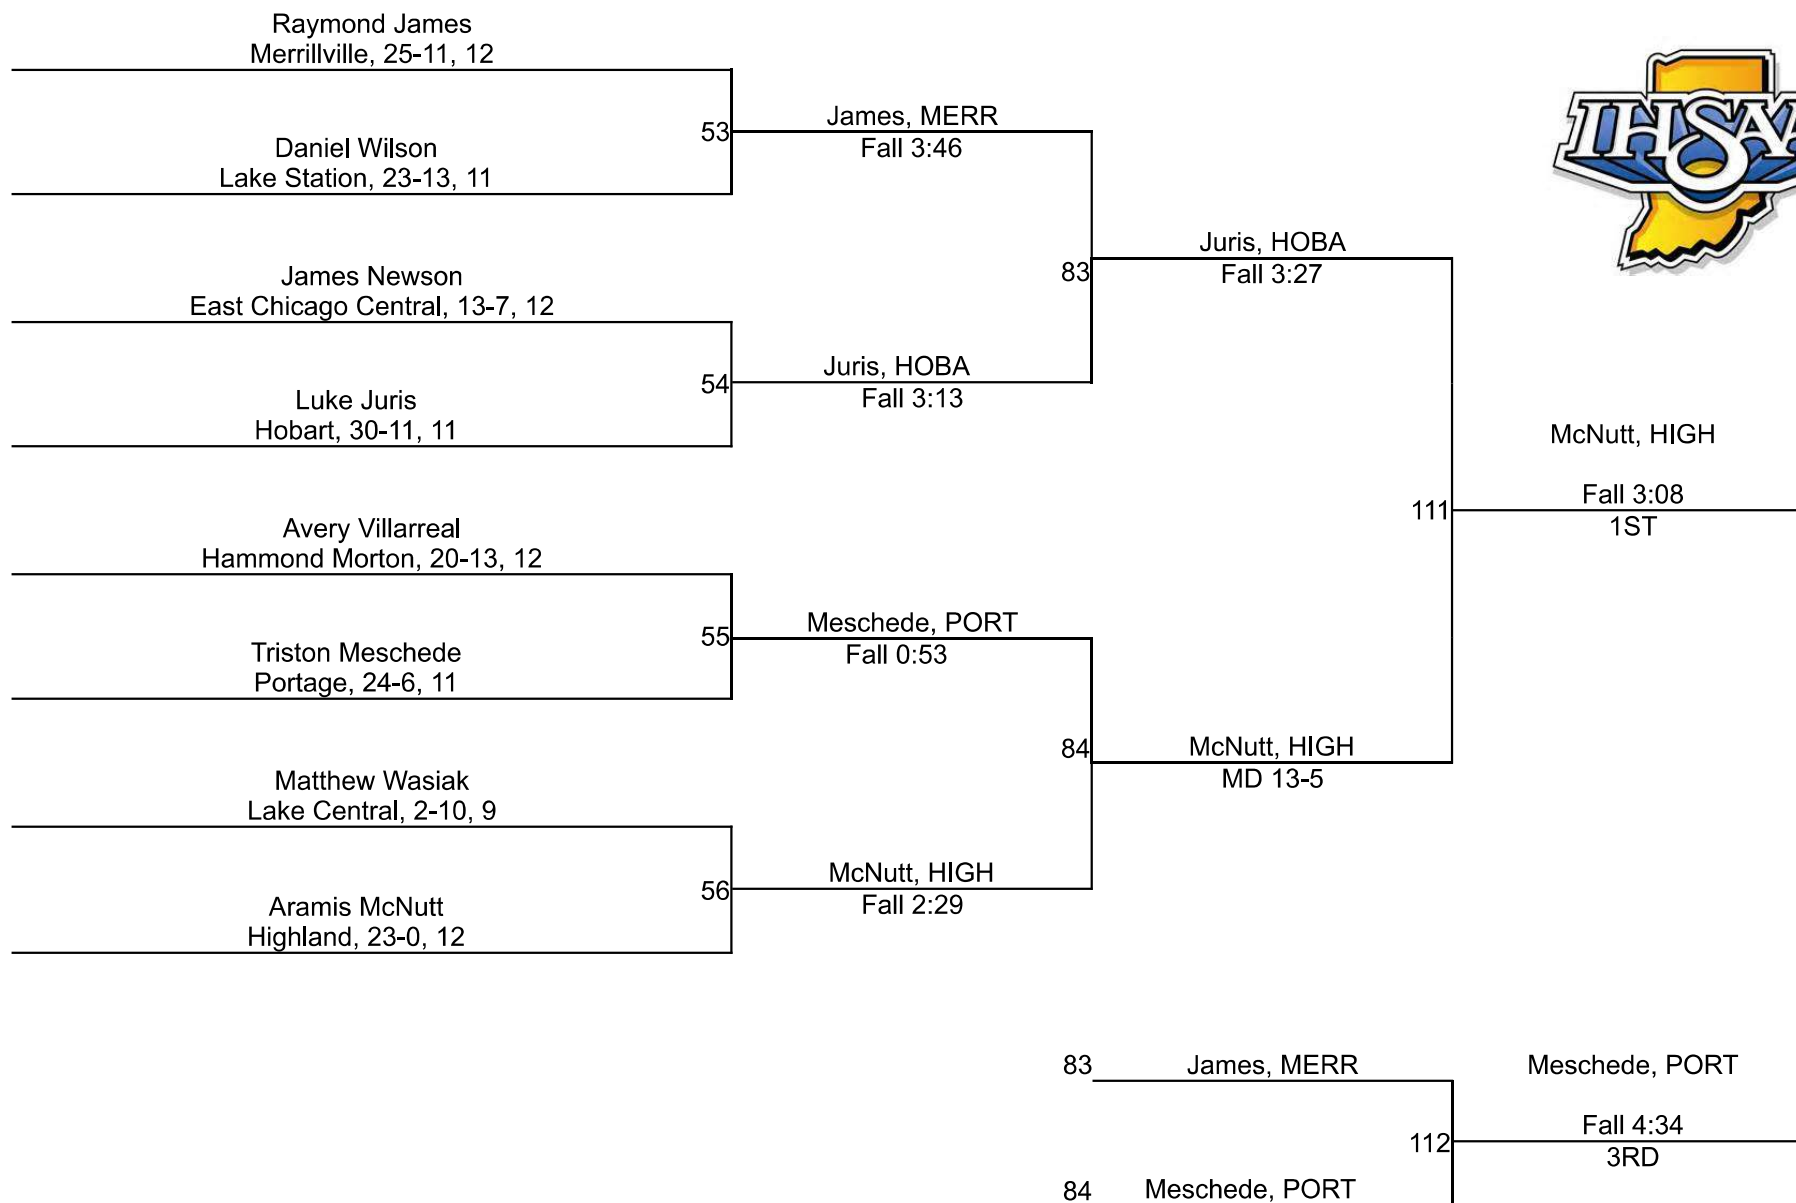 Raymond James
Merrillville, 25-11, 12
53
James, MERR
Fall 3:46
Daniel Wilson
Lake Station, 23-13, 11
83
Juris, HOBA
Fall 3:27
James Newson
East Chicago Central, 13-7, 12
54
Juris, HOBA
Fall 3:13
Luke Juris
Hobart, 30-11, 11
111
McNutt, HIGH
Fall 3:08
1ST
Avery Villarreal
Hammond Morton, 20-13, 12
55
Meschede, PORT
Fall 0:53
Triston Meschede
Portage, 24-6, 11
84
McNutt, HIGH
MD 13-5
Matthew Wasiak
Lake Central, 2-10, 9
56
McNutt, HIGH
Fall 2:29
Aramis McNutt
Highland, 23-0, 12
83
James, MERR
112
Meschede, PORT
Fall 4:34
3RD
84
Meschede, PORT
IHSAA